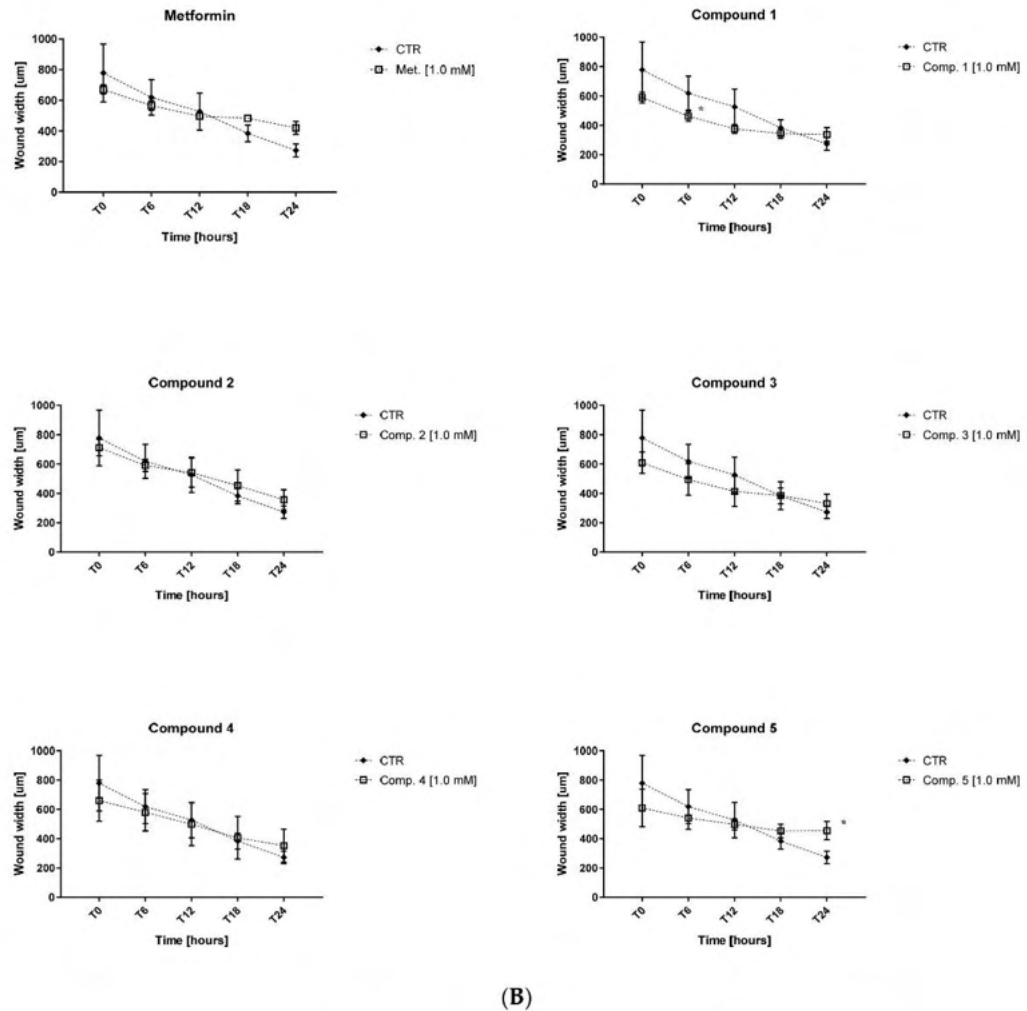 Metformin
Wound width [um]
1000
800
600
400
200
0
T0 T6 T12 T18 T24
Time [hours]
CTR
Met. [1.0 mM]
Compound 1
Wound width [um]
1000
800
600
400
200
0
*
T0 T6 T12 T18 T24
Time [hours]
CTR
Comp. 1 [1.0 mM]
Compound 2
Wound width [um]
1000
800
600
400
200
0
T0 T6 T12 T18 T24
Time [hours]
CTR
Comp. 2 [1.0 mM]
Compound 3
Wound width [um]
1000
800
600
400
200
0
T0 T6 T12 T18 T24
Time [hours]
CTR
Comp. 3 [1.0 mM]
Compound 4
Wound width [um]
1000
800
600
400
200
0
T0 T6 T12 T18 T24
Time [hours]
CTR
Comp. 4 [1.0 mM]
Compound 5
Wound width [um]
1000
800
600
400
200
0
*
T0 T6 T12 T18 T24
Time [hours]
CTR
Comp. 5 [1.0 mM]
(B)